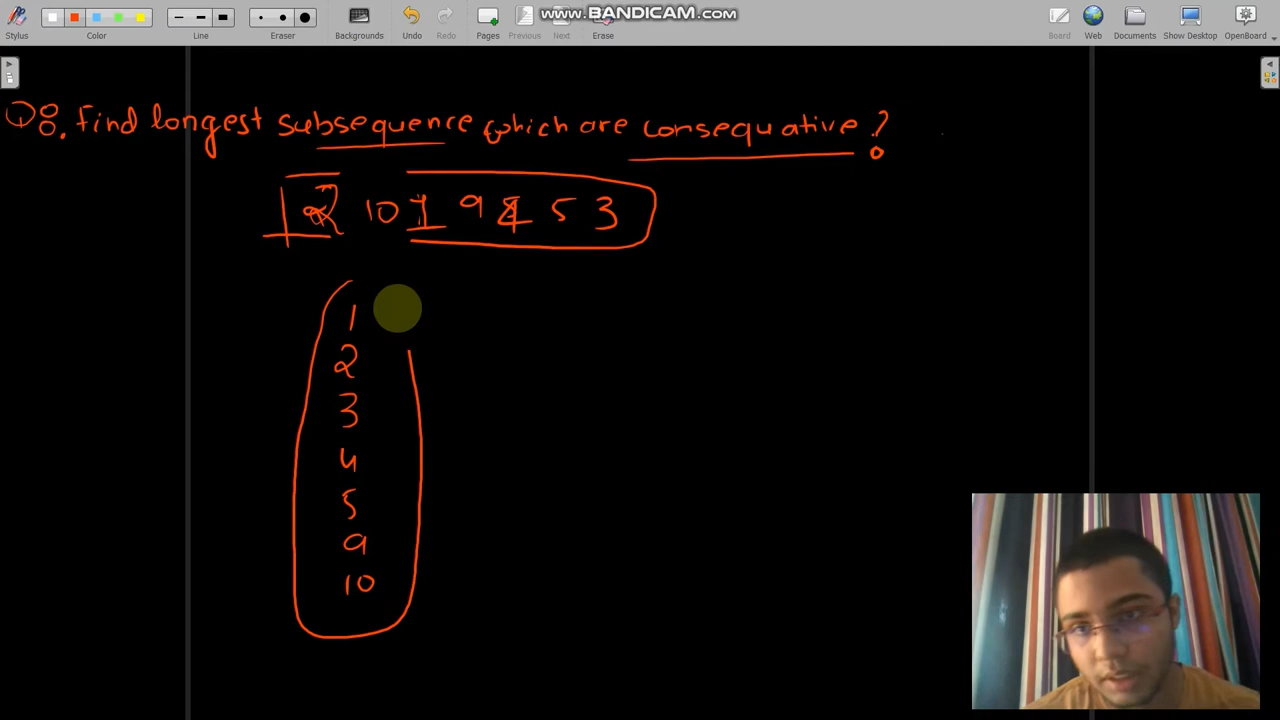 www.BANDICAM.com
Stylus Color Line Eraser Backgrounds Undo Redo Pages Previous Next Erase Board Web Documents Show Desktop OpenBoard
Q8. Find longest subsequence which are consequative?
2 10 1 9 4 5 3
1
2
3
4
5
9
10